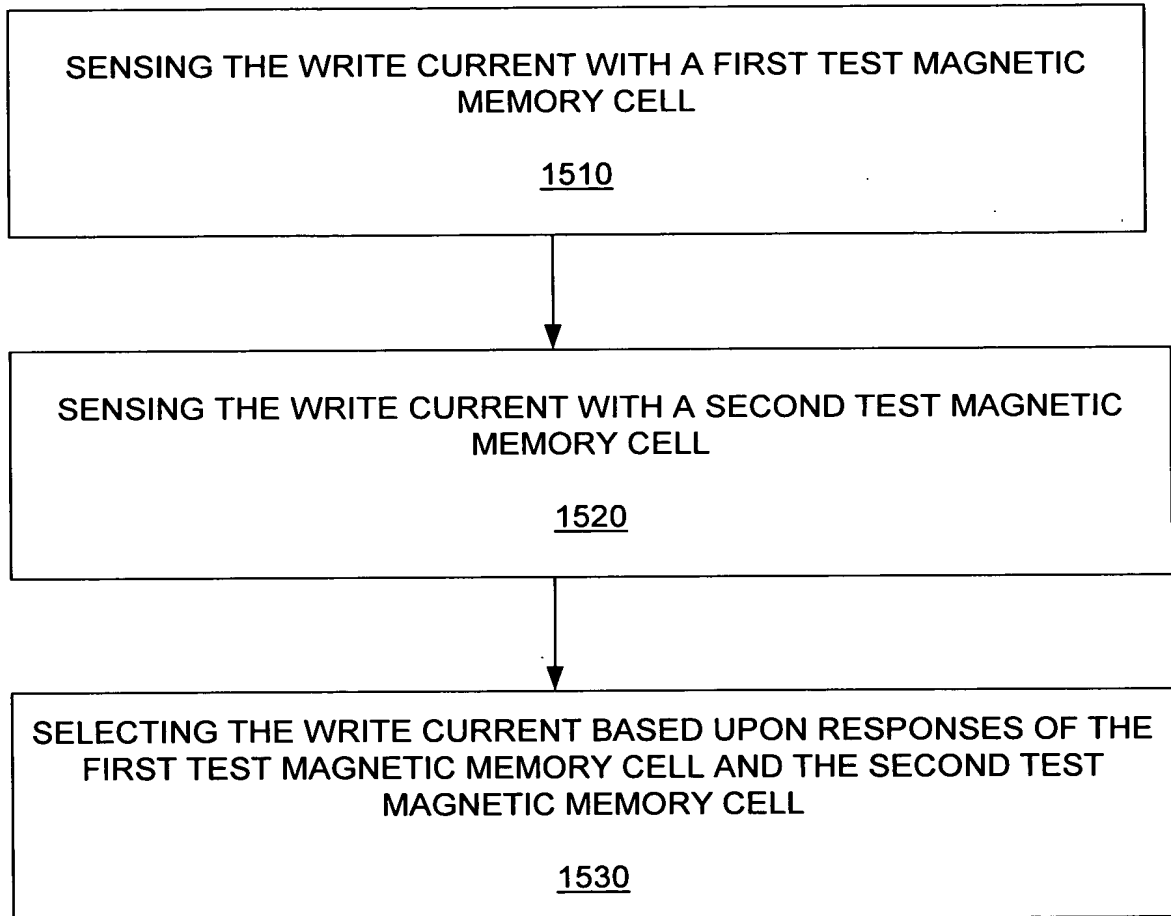 SENSING THE WRITE CURRENT WITH A FIRST TEST MAGNETIC
MEMORY CELL
1510
SENSING THE WRITE CURRENT WITH A SECOND TEST MAGNETIC
MEMORY CELL
1520
SELECTING THE WRITE CURRENT BASED UPON RESPONSES OF THE
FIRST TEST MAGNETIC MEMORY CELL AND THE SECOND TEST
MAGNETIC MEMORY CELL
1530